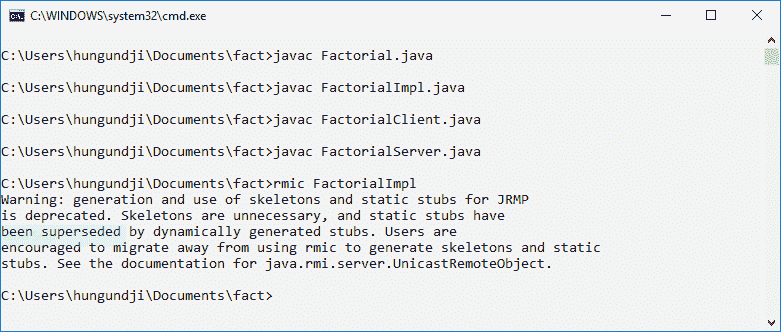 C:\WINDOWS\system32\cmd.exe
C:\Users\hungundji\Documents\fact>javac Factorial.java
C:\Users\hungundji\Documents\fact>javac FactorialImpl.java
C:\Users\hungundji\Documents\fact>javac FactorialClient.java
C:\Users\hungundji\Documents\fact>javac FactorialServer.java
C:\Users\hungundji\Documents\fact>rmic FactorialImpl
Warning: generation and use of skeletons and static stubs for JRMP
is deprecated. Skeletons are unnecessary, and static stubs have
been superseded by dynamically generated stubs. Users are
encouraged to migrate away from using rmic to generate skeletons and static
stubs. See the documentation for java.rmi.server.UnicastRemoteObject.
C:\Users\hungundji\Documents\fact>